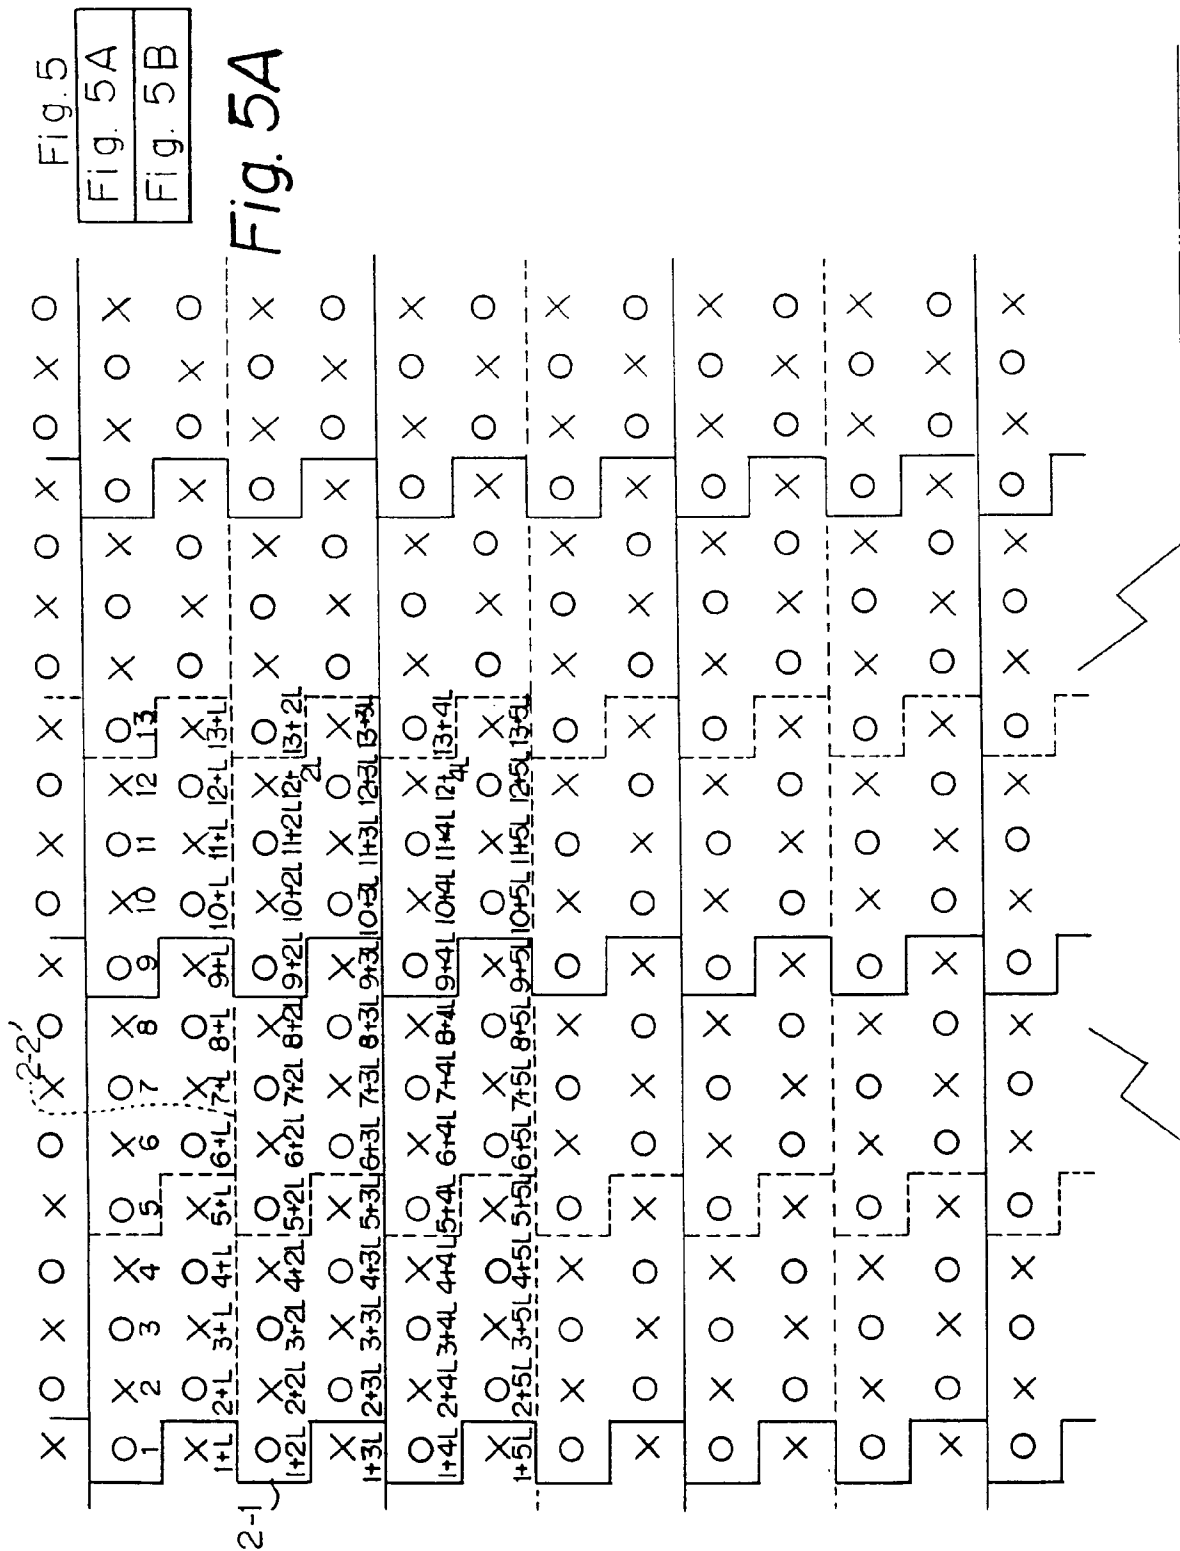 Fig.5
Fig. 5A
Fig. 5B
Fig. 5A
2-2'
1 2 3 4 5 6 7 8 9 10 11 12 13
1+L 2+L 3+L 4+L 5+L 6+L 7+L 8+L 9+L 10+L 11+L 12+L 13+L
2-1
1+2L 2+2L 3+2L 4+2L 5+2L 6+2L 7+2L 8+2L 9+2L 10+2L 11+2L 12+ 13+2L
2L
1+3L 2+3L 3+3L 4+3L 5+3L 6+3L 7+3L 8+3L 9+3L 10+3L 11+3L 12+3L 13+3L
1+4L 2+4L 3+4L 4+4L 5+4L 6+4L 7+4L 8+4L 9+4L 10+4L 11+4L 12+ 13+4L
4L
1+5L 2+5L 3+5L 4+5L 5+5L 6+5L 7+5L 8+5L 9+5L 10+5L 11+5L 12+5L 13+5L